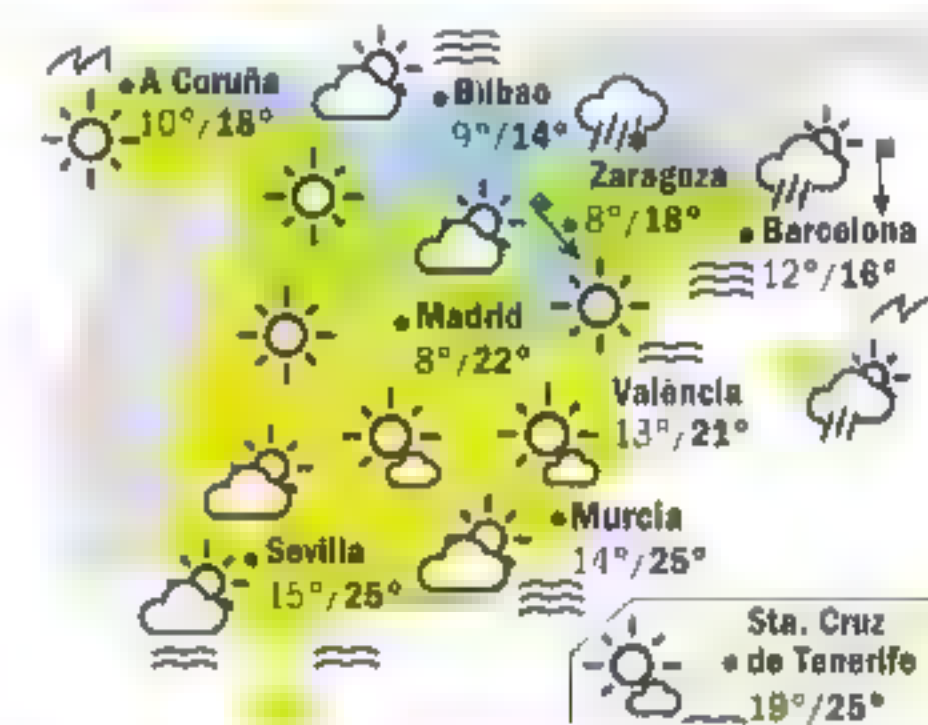 A Coruña
10°/18°
Bilbao
9°/14°
Zaragoza
8°/18°
Barcelona
12°/16°
Madrid
8°/22°
València
13°/21°
Murcia
14°/25°
Sevilla
15°/25°
Sta. Cruz
de Tenerife
19°/25°